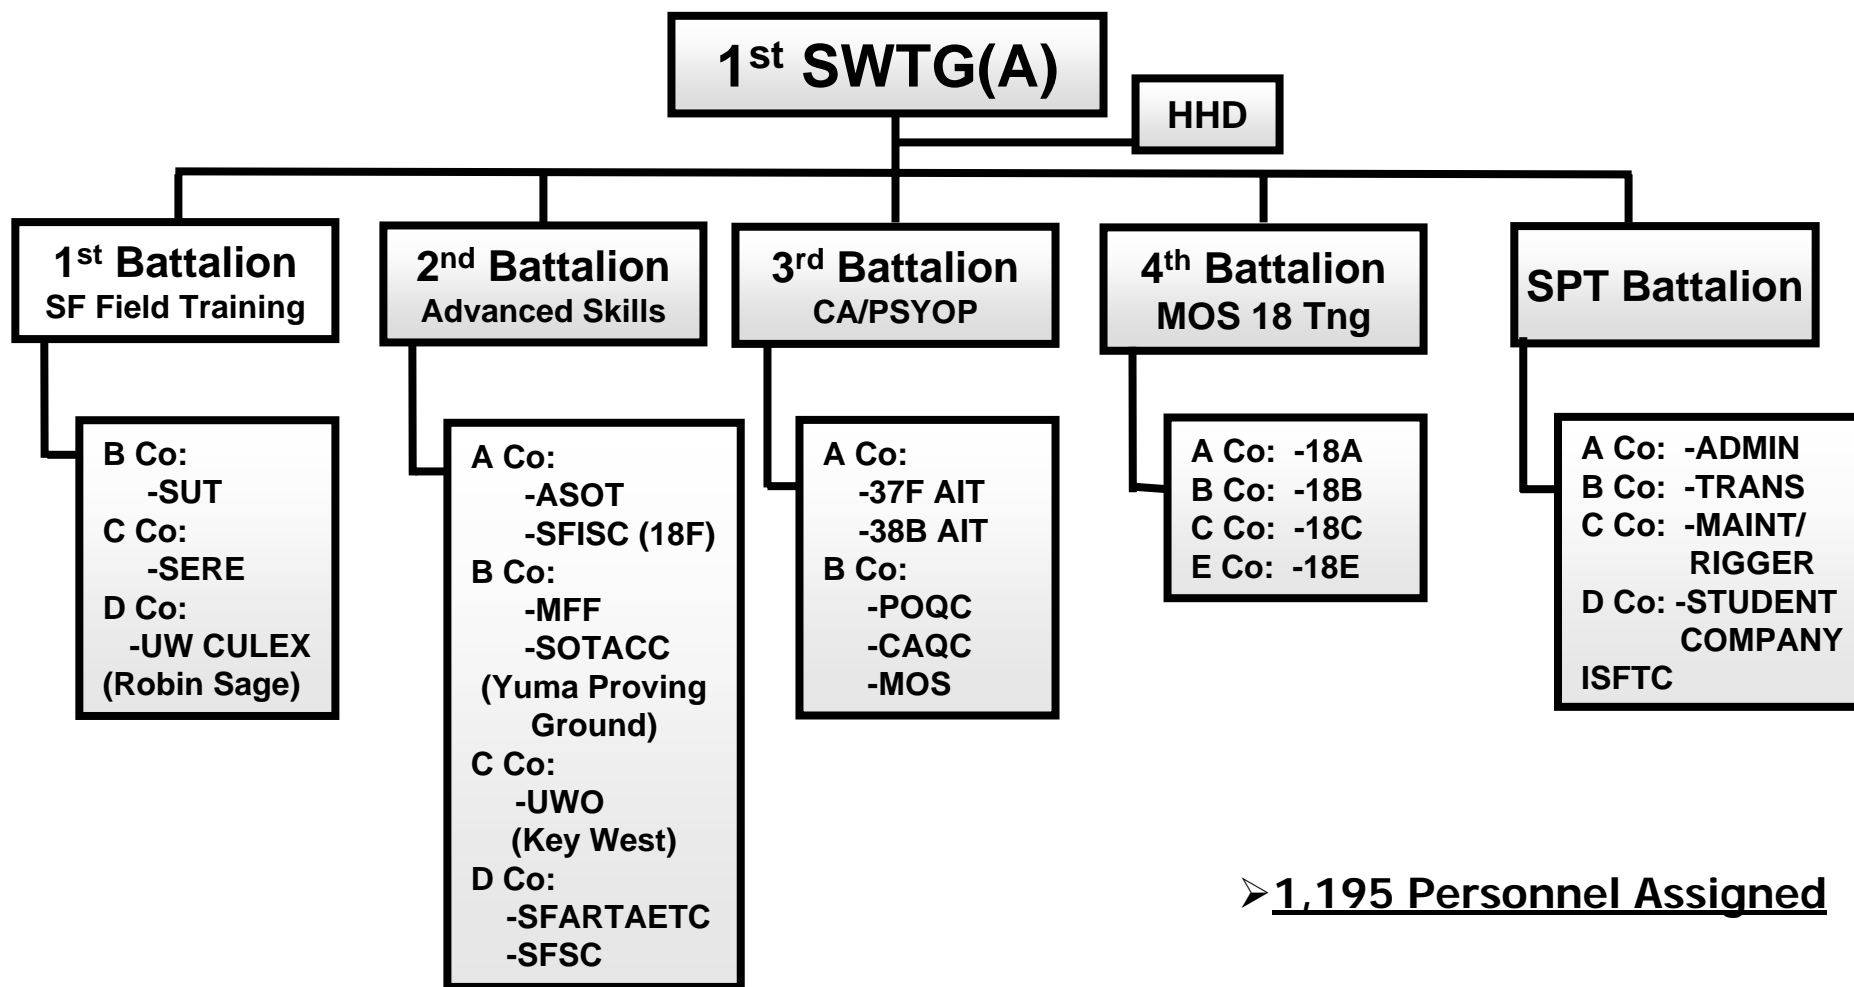 1st SWTG(A)
HHD
1st Battalion
SF Field Training
2nd Battalion
Advanced Skills
3rd Battalion
CA/PSYOP
4th Battalion
MOS 18 Tng
SPT Battalion
B Co:
-SUT
C Co:
-SERE
D Co:
-UW CULEX
(Robin Sage)
A Co:
-ASOT
-SFISC (18F)
B Co:
-MFF
-SOTACC
(Yuma Proving
Ground)
C Co:
-UWO
(Key West)
D Co:
-SFARTAETC
-SFSC
A Co:
-37F AIT
-38B AIT
B Co:
-POQC
-CAQC
-MOS
A Co: -18A
B Co: -18B
C Co: -18C
E Co: -18E
A Co: -ADMIN
B Co: -TRANS
C Co: -MAINT/
RIGGER
D Co: -STUDENT
COMPANY
ISFTC
➢1,195 Personnel Assigned